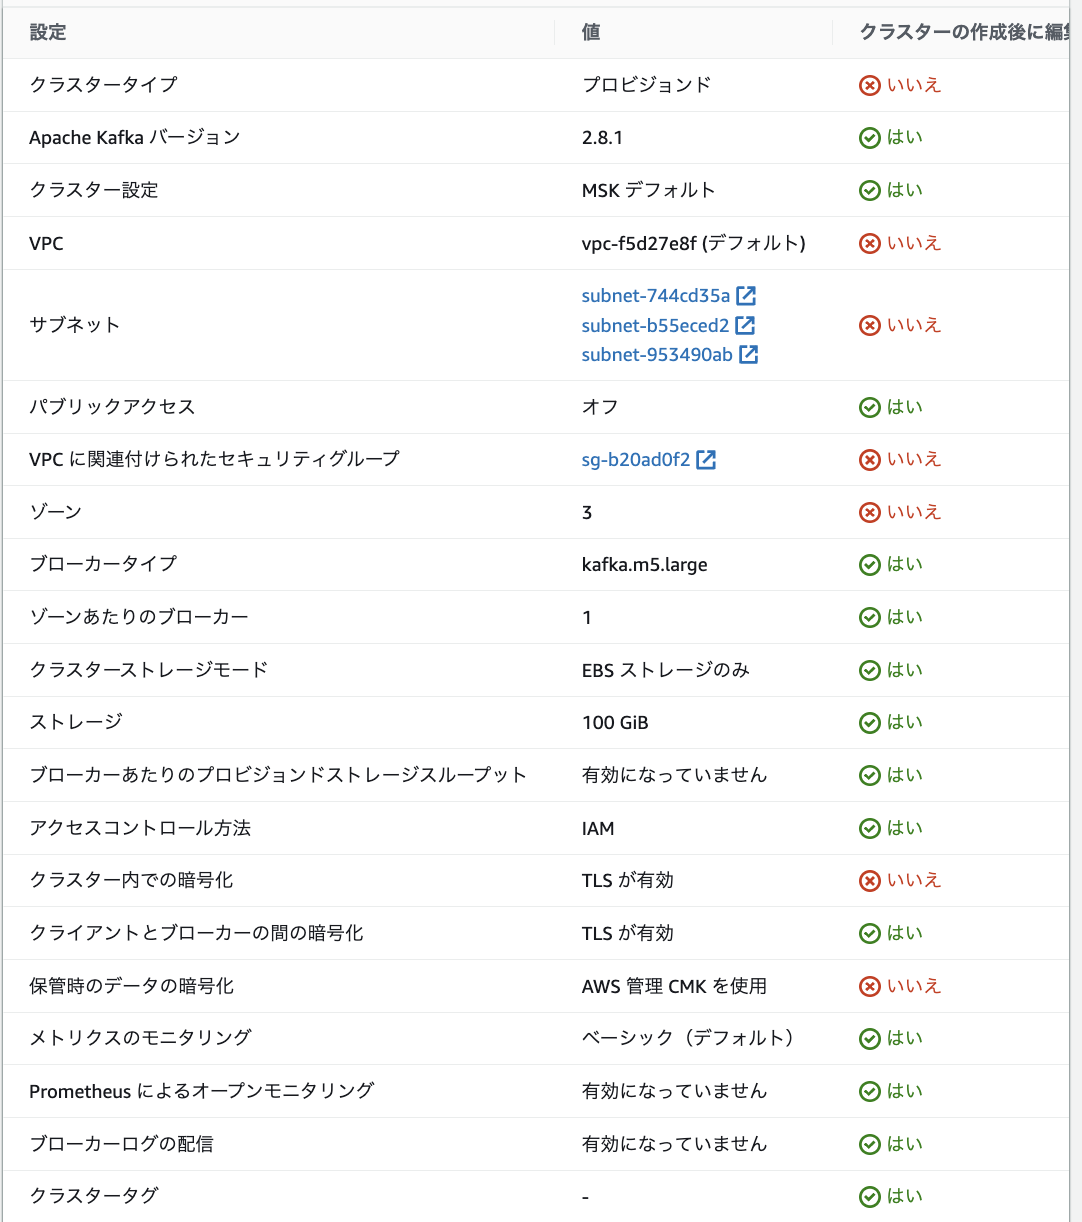 設定 値 クラスターの作成後に編集
クラスタータイプ プロビジョンド いいえ
Apache Kafka バージョン 2.8.1 はい
クラスター設定 MSK デフォルト はい
VPC vpc-f5d27e8f (デフォルト) いいえ
subnet-744cd35a
サブネット subnet-b55eced2 いいえ
subnet-953490ab
パブリックアクセス オフ はい
VPC に関連付けられたセキュリティグループ sg-b20ad0f2 いいえ
ゾーン 3 いいえ
ブローカータイプ kafka.m5.large はい
ゾーンあたりのブローカー 1 はい
クラスターストレージモード EBS ストレージのみ はい
ストレージ 100 GiB はい
ブローカーあたりのプロビジョンドストレージスループット 有効になっていません はい
アクセスコントロール方法 IAM はい
クラスター内での暗号化 TLS が有効 いいえ
クライアントとブローカーの間の暗号化 TLS が有効 はい
保管時のデータの暗号化 AWS 管理 CMK を使用 いいえ
メトリクスのモニタリング ベーシック（デフォルト） はい
Prometheus によるオープンモニタリング 有効になっていません はい
ブローカーログの配信 有効になっていません はい
クラスタータグ - はい